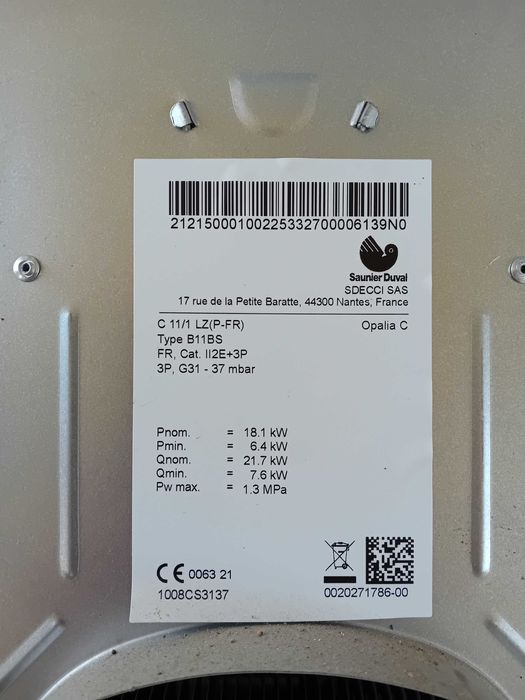 21215000100225332700006139N0
Saunier Duval
SDECCI SAS
17 rue de la Petite Baratte, 44300 Nantes, France
C 11/1 LZ(P-FR) Opalia C
Type B11BS
FR, Cat. II2E+3P
3P, G31 - 37 mbar
Pnom. = 18.1 kW
Pmin. = 6.4 kW
Qnom. = 21.7 kW
Qmin. = 7.6 kW
Pw max. = 1.3 MPa
CE 0063 21
1008CS3137 0020271786-00